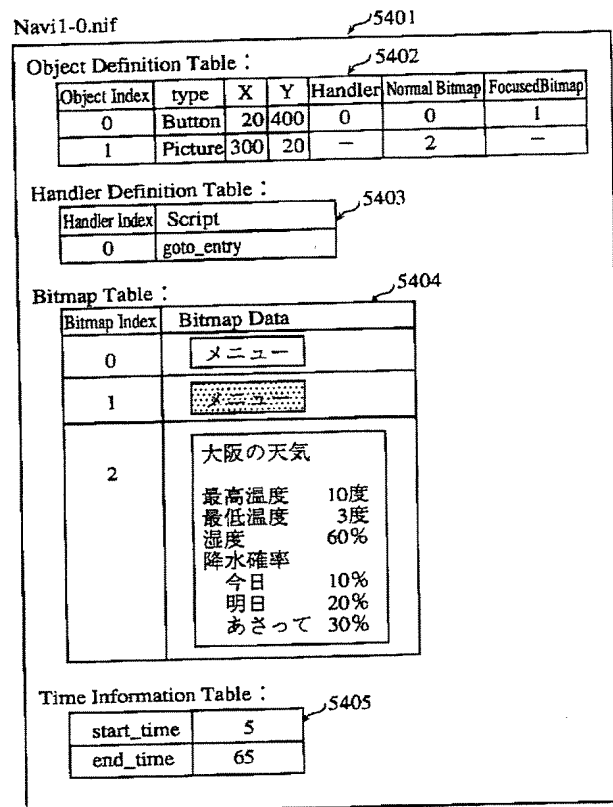 Navi1-0.nif
5401
Object Definition Table :
5402
Object Index type X Y Handler Normal Bitmap FocusedBitmap
0 Button 20 400 0 0 1
1 Picture 300 20 – 2 –
Handler Definition Table :
5403
Handler Index Script
0 goto_entry
Bitmap Table :
5404
Bitmap Index Bitmap Data
0 メニュー
1 メニュー
2
大阪の天気
最高温度 10度
最低温度 3度
湿度 60%
降水確率
今日 10%
明日 20%
あさって 30%
Time Information Table :
5405
start_time 5
end_time 65